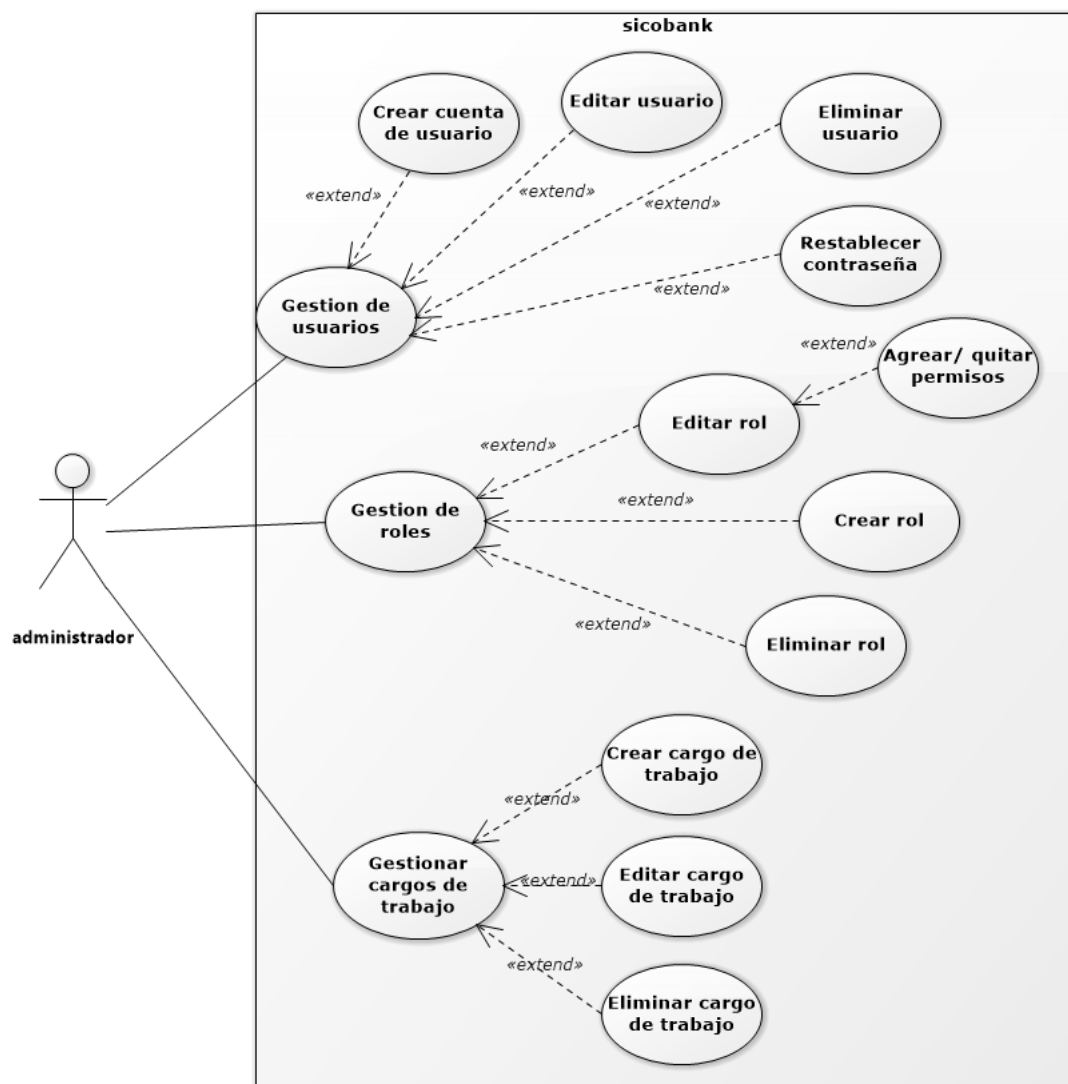 sicobank
Crear cuenta
de usuario
Editar usuario
Eliminar
usuario
«extend»
«extend»
«extend»
Restablecer
contraseña
«extend»
Gestion de
usuarios
«extend»
Agrear/ quitar
permisos
Editar rol
«extend»
Gestion de
roles
«extend»
Crear rol
«extend»
Eliminar rol
administrador
Crear cargo de
trabajo
«extend»
Gestionar
cargos de
trabajo
«extend»
Editar cargo
de trabajo
«extend»
Eliminar cargo
de trabajo